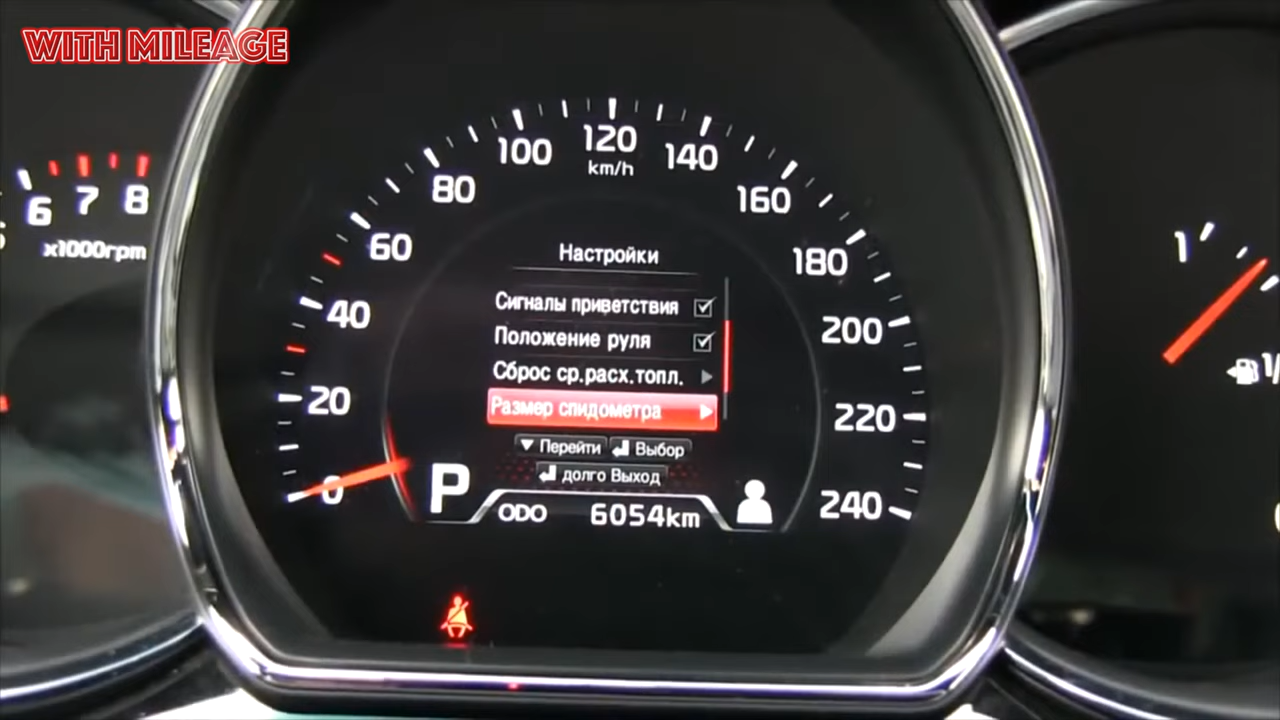 WITH MILEAGE
6 7 8
x1000rpm
0 20 40 60 80 100 120 140 160 180 200 220 240
km/h
Настройки
Сигналы приветствия
Положение руля
Сброс ср.расх.топл.
Размер спидометра
Перейти Выбор
долго Выход
P
ODO 6054km
1